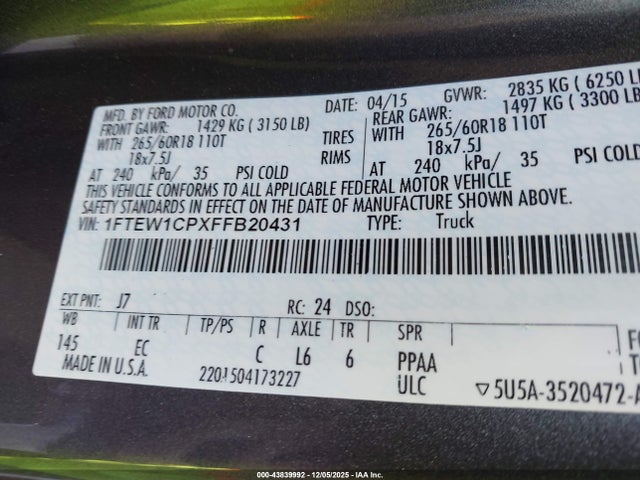 MFD. BY FORD MOTOR CO.
DATE: 04/15 GVWR: 2835 KG (6250 L
FRONT GAWR: 1429 KG (3150 LB)
REAR GAWR: 1497 KG (3300 LB
WITH 265/60R18 110T TIRES WITH 265/60R18 110T
18x7.5J RIMS 18x7.5J
AT 240 kPa/ 35 PSI COLD AT 240 kPa/ 35 PSI COLD
THIS VEHICLE CONFORMS TO ALL APPLICABLE FEDERAL MOTOR VEHICLE
SAFETY STANDARDS IN EFFECT ON THE DATE OF MANUFACTURE SHOWN ABOVE.
VIN: 1FTEW1CPXFFB20431 TYPE: Truck
EXT PNT: J7 RC: 24 DSO:
WB INT TR TP/PS R AXLE TR SPR
145 EC C L6 6 PPAA
MADE IN U.S.A. 2201504173227 ULC ▽5U5A-3520472-A
000-43839992 - 12/05/2025 - IAA Inc.